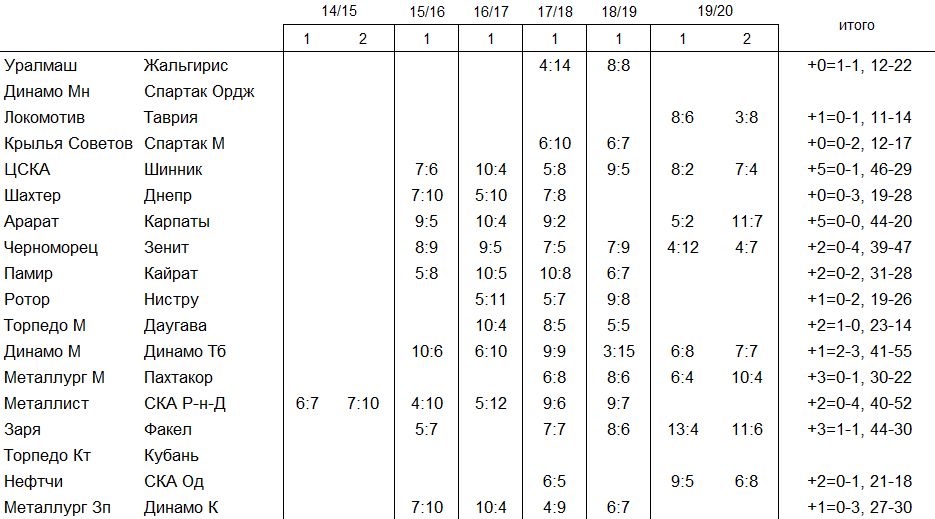 14/15 15/16 16/17 17/18 18/19 19/20 итого
1 2 1 1 1 1 1 2
Уралмаш Жальгирис 4:14 8:8 +0=1-1, 12-22
Динамо Мн Спартак Ордж
Локомотив Таврия 8:6 3:8 +1=0-1, 11-14
Крылья Советов Спартак М 6:10 6:7 +0=0-2, 12-17
ЦСКА Шинник 7:6 10:4 5:8 9:5 8:2 7:4 +5=0-1, 46-29
Шахтер Днепр 7:10 5:10 7:8 +0=0-3, 19-28
Арарат Карпаты 9:5 10:4 9:2 5:2 11:7 +5=0-0, 44-20
Черноморец Зенит 8:9 9:5 7:5 7:9 4:12 4:7 +2=0-4, 39-47
Памир Кайрат 5:8 10:5 10:8 6:7 +2=0-2, 31-28
Ротор Нистру 5:11 5:7 9:8 +1=0-2, 19-26
Торпедо М Даугава 10:4 8:5 5:5 +2=1-0, 23-14
Динамо М Динамо Тб 10:6 6:10 9:9 3:15 6:8 7:7 +1=2-3, 41-55
Металлург М Пахтакор 6:8 8:6 6:4 10:4 +3=0-1, 30-22
Металлист СКА Р-н-Д 6:7 7:10 4:10 5:12 9:6 9:7 +2=0-4, 40-52
Заря Факел 5:7 7:7 8:6 13:4 11:6 +3=1-1, 44-30
Торпедо Кт Кубань
Нефтчи СКА Од 6:5 9:5 6:8 +2=0-1, 21-18
Металлург Зп Динамо К 7:10 10:4 4:9 6:7 +1=0-3, 27-30